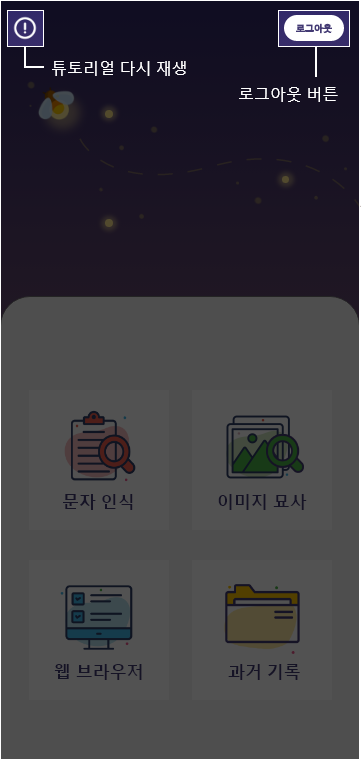 로그아웃
튜토리얼 다시 재생
로그아웃 버튼
문자 인식
이미지 묘사
웹 브라우저
과거 기록